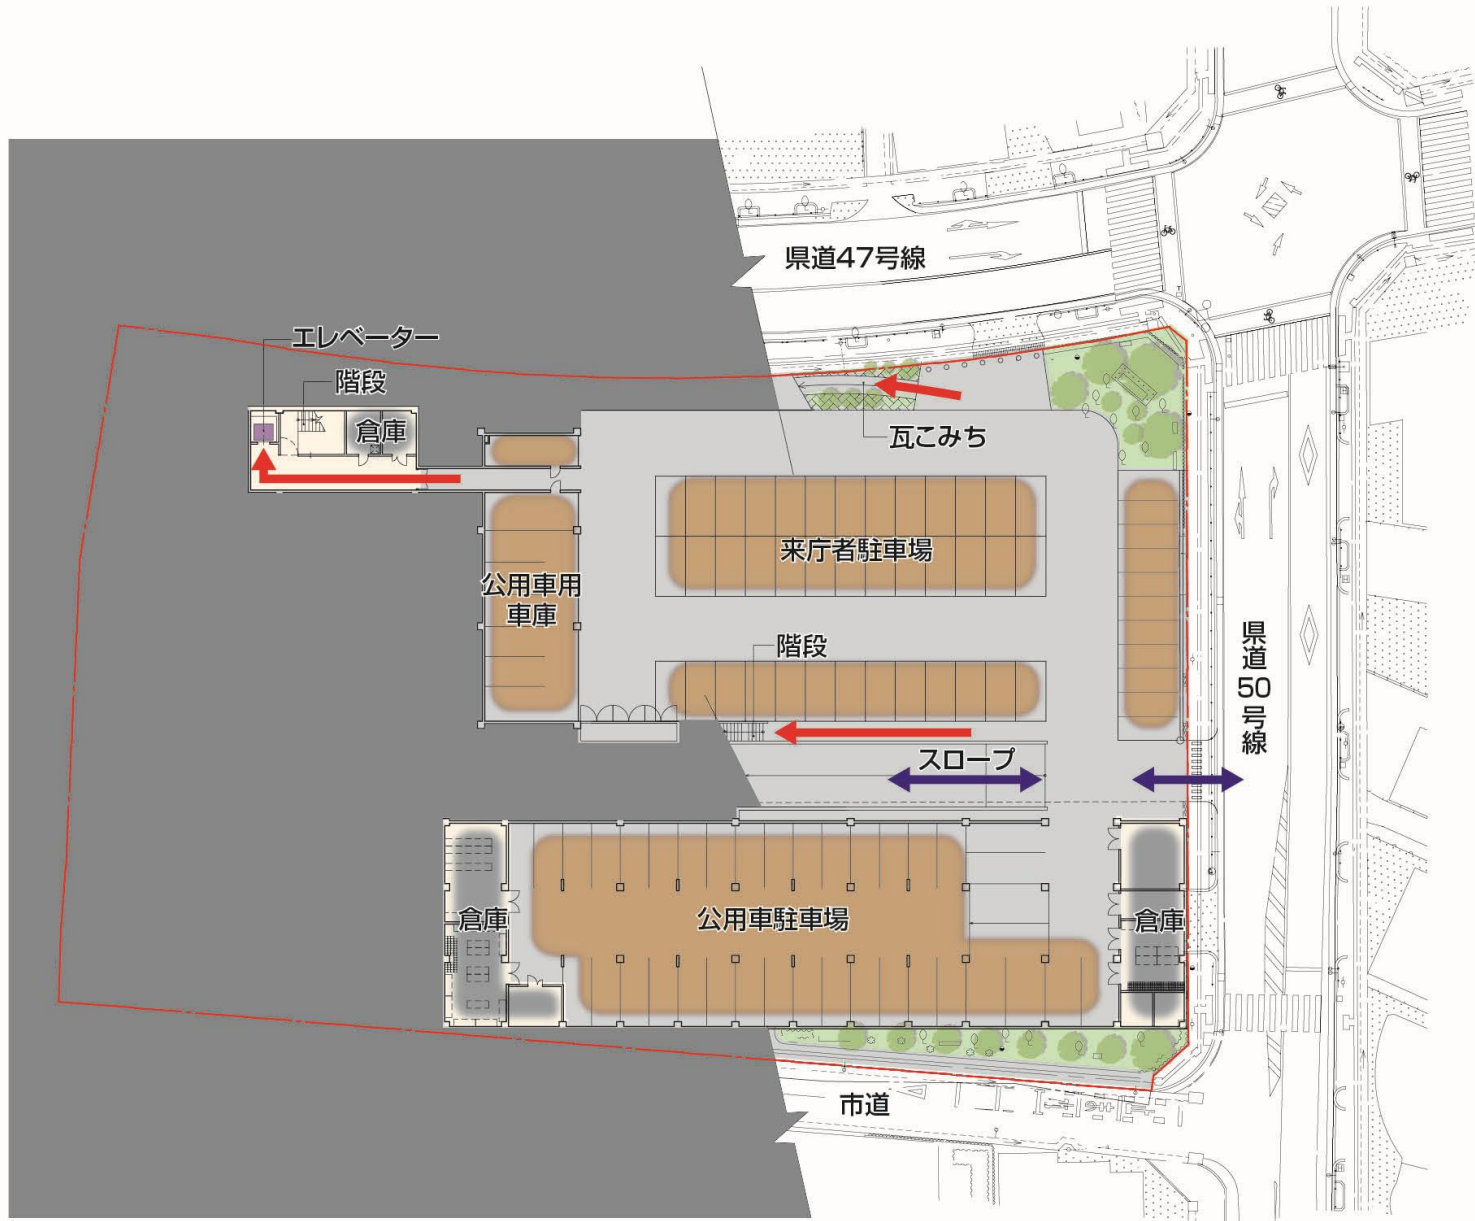 県道47号線
エレベーター
階段
倉庫
瓦こみち
来庁者駐車場
公用車用
車庫
階段
県道50号線
スロープ
倉庫
公用車駐車場
倉庫
市道